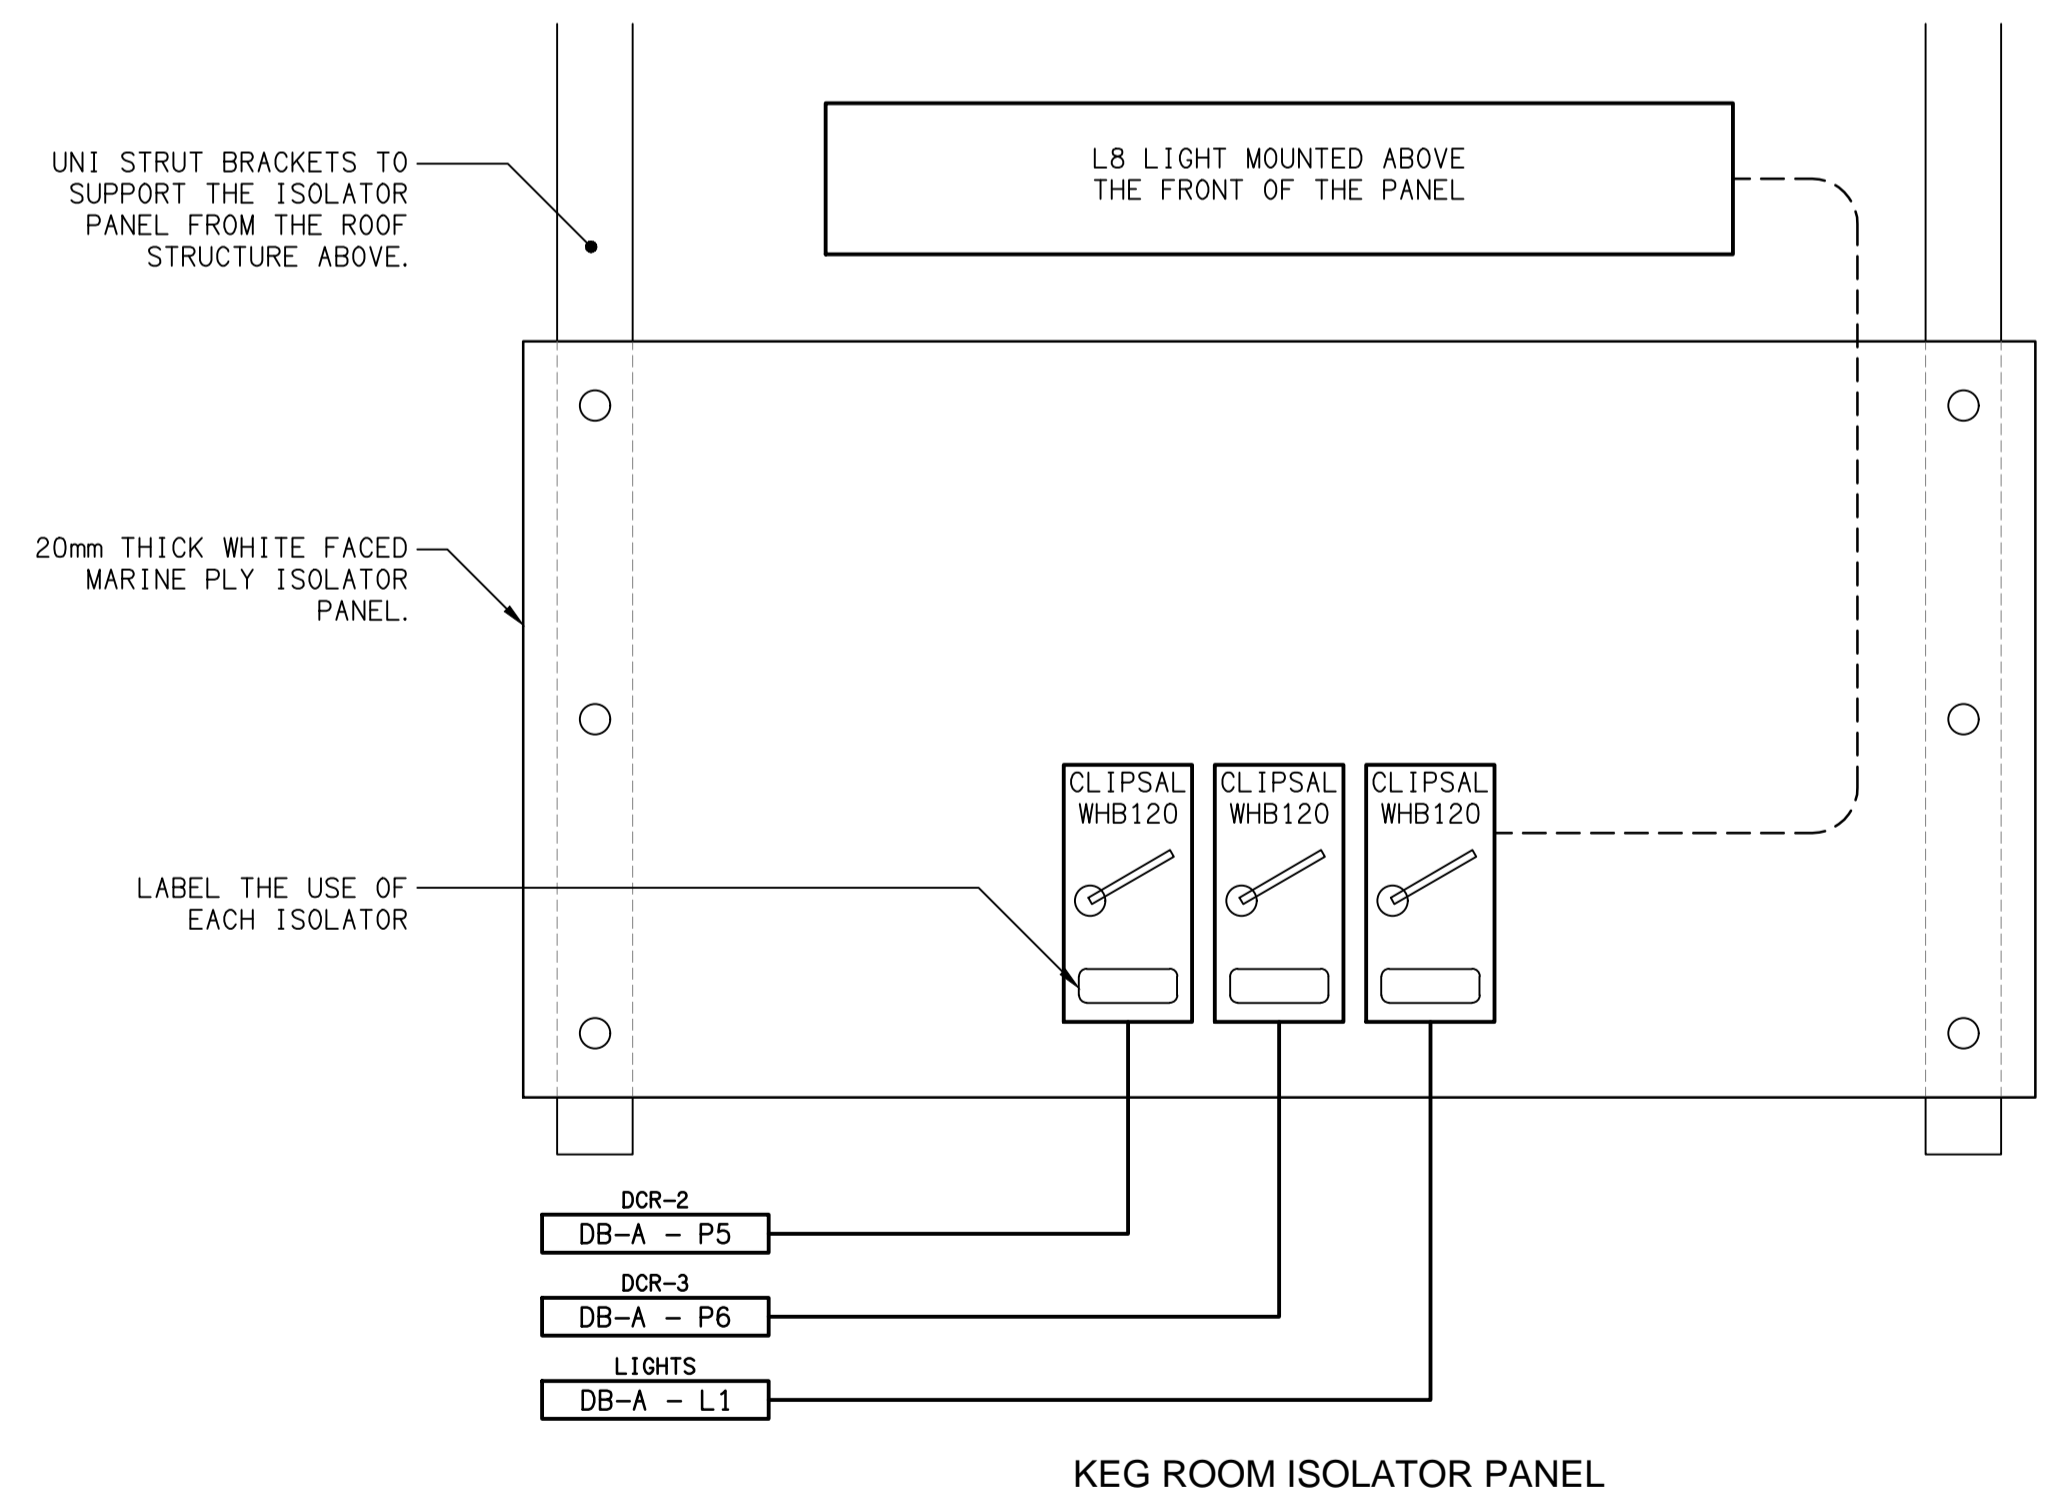 L8 LIGHT MOUNTED ABOVE
THE FRONT OF THE PANEL
UNI STRUT BRACKETS TO
SUPPORT THE ISOLATOR
PANEL FROM THE ROOF
STRUCTURE ABOVE.
20mm THICK WHITE FACED
MARINE PLY ISOLATOR
PANEL.
CLIPSAL
WHB120
CLIPSAL
WHB120
CLIPSAL
WHB120
LABEL THE USE OF
EACH ISOLATOR
DCR-2
DB-A - P5
DCR-3
DB-A - P6
LIGHTS
DB-A - L1
KEG ROOM ISOLATOR PANEL